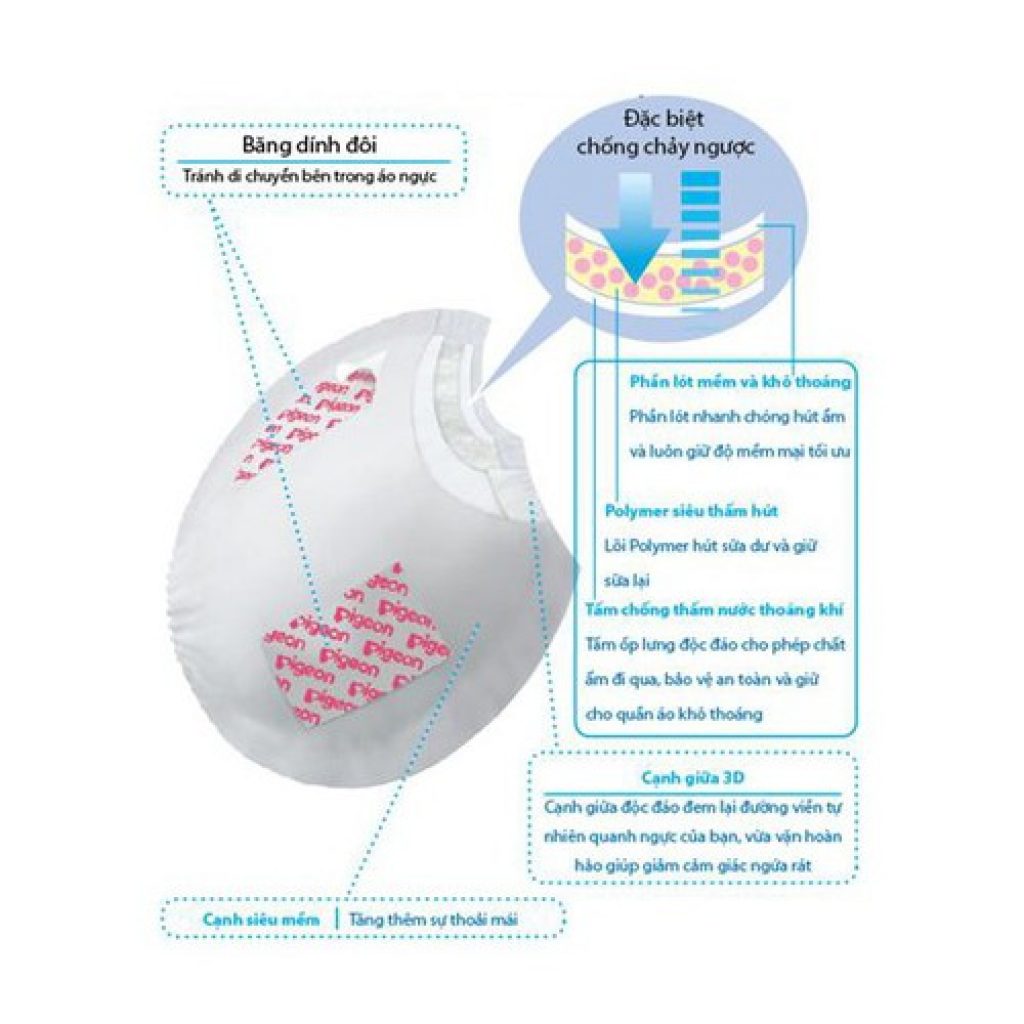 Băng dính đôi
Tránh di chuyển bên trong áo ngực
Đặc biệt
chống chảy ngược
Phần lót mềm và khô thoáng
Phần lót nhanh chóng hút ẩm
và luôn giữ độ mềm mại tối ưu
Polymer siêu thấm hút
Lõi Polymer hút sữa dư và giữ
sữa lại
Tấm chống thấm nước thoáng khí
Tấm ốp lưng độc đáo cho phép chất
ẩm đi qua, bảo vệ an toàn và giữ
cho quần áo khô thoáng
Cạnh giữa 3D
Cạnh giữa độc đáo đem lại đường viền tự
nhiên quanh ngực của bạn, vừa vặn hoàn
hảo giúp giảm cảm giác ngứa rát
Cạnh siêu mềm | Tăng thêm sự thoải mái
Pigeon
Pigeon
Pigeon
Pigeon
Pigeon
Pigeon